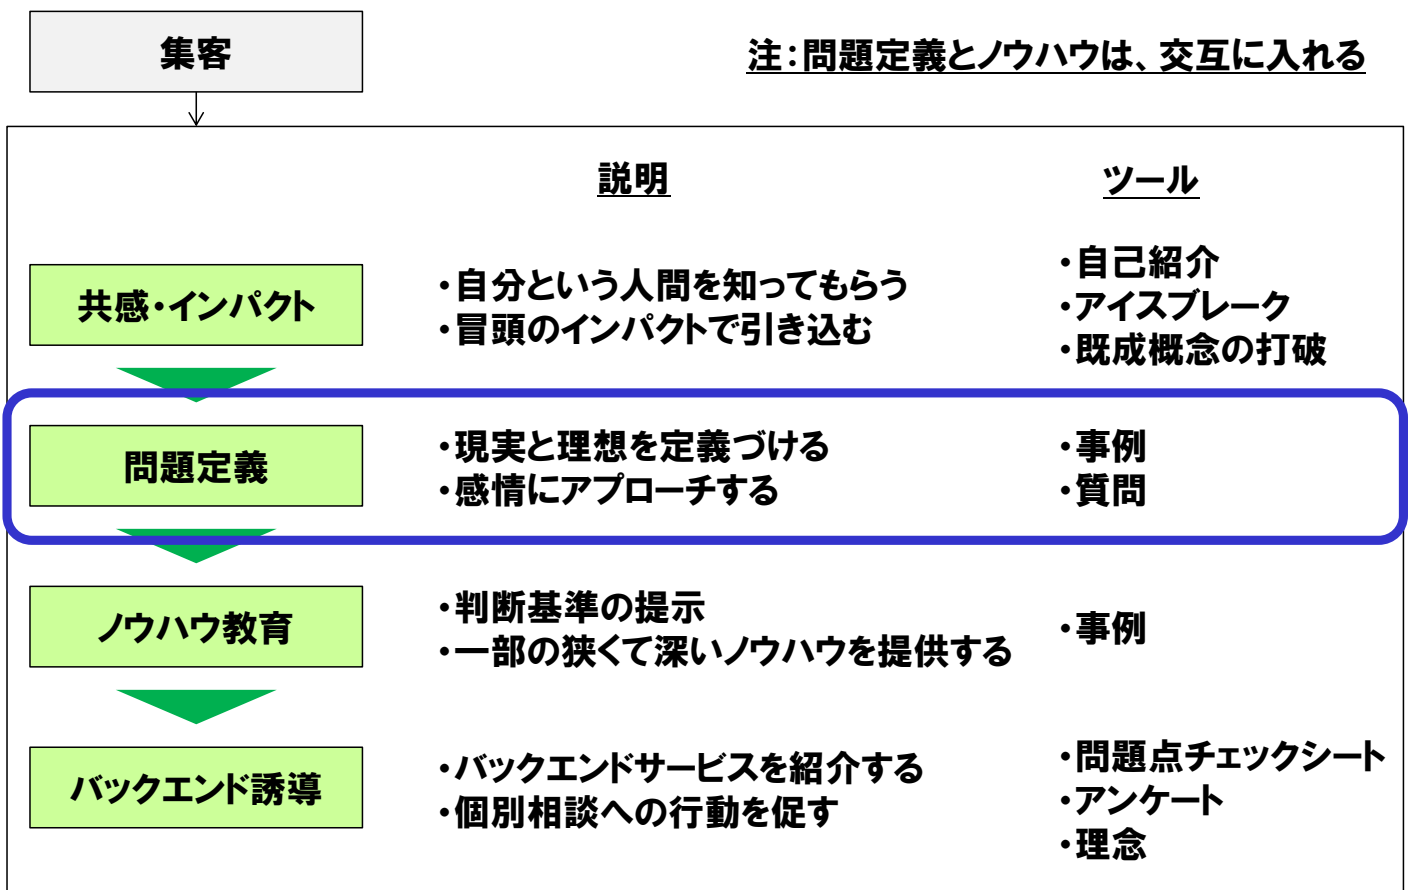 集客
注：問題定義とノウハウは、交互に入れる
説明
ツール
共感・インパクト
・自分という人間を知ってもらう
・冒頭のインパクトで引き込む
・自己紹介
・アイスブレーク
・既成概念の打破
問題定義
・現実と理想を定義づける
・感情にアプローチする
・事例
・質問
ノウハウ教育
・判断基準の提示
・一部の狭くて深いノウハウを提供する
・事例
バックエンド誘導
・バックエンドサービスを紹介する
・個別相談への行動を促す
・問題点チェックシート
・アンケート
・理念